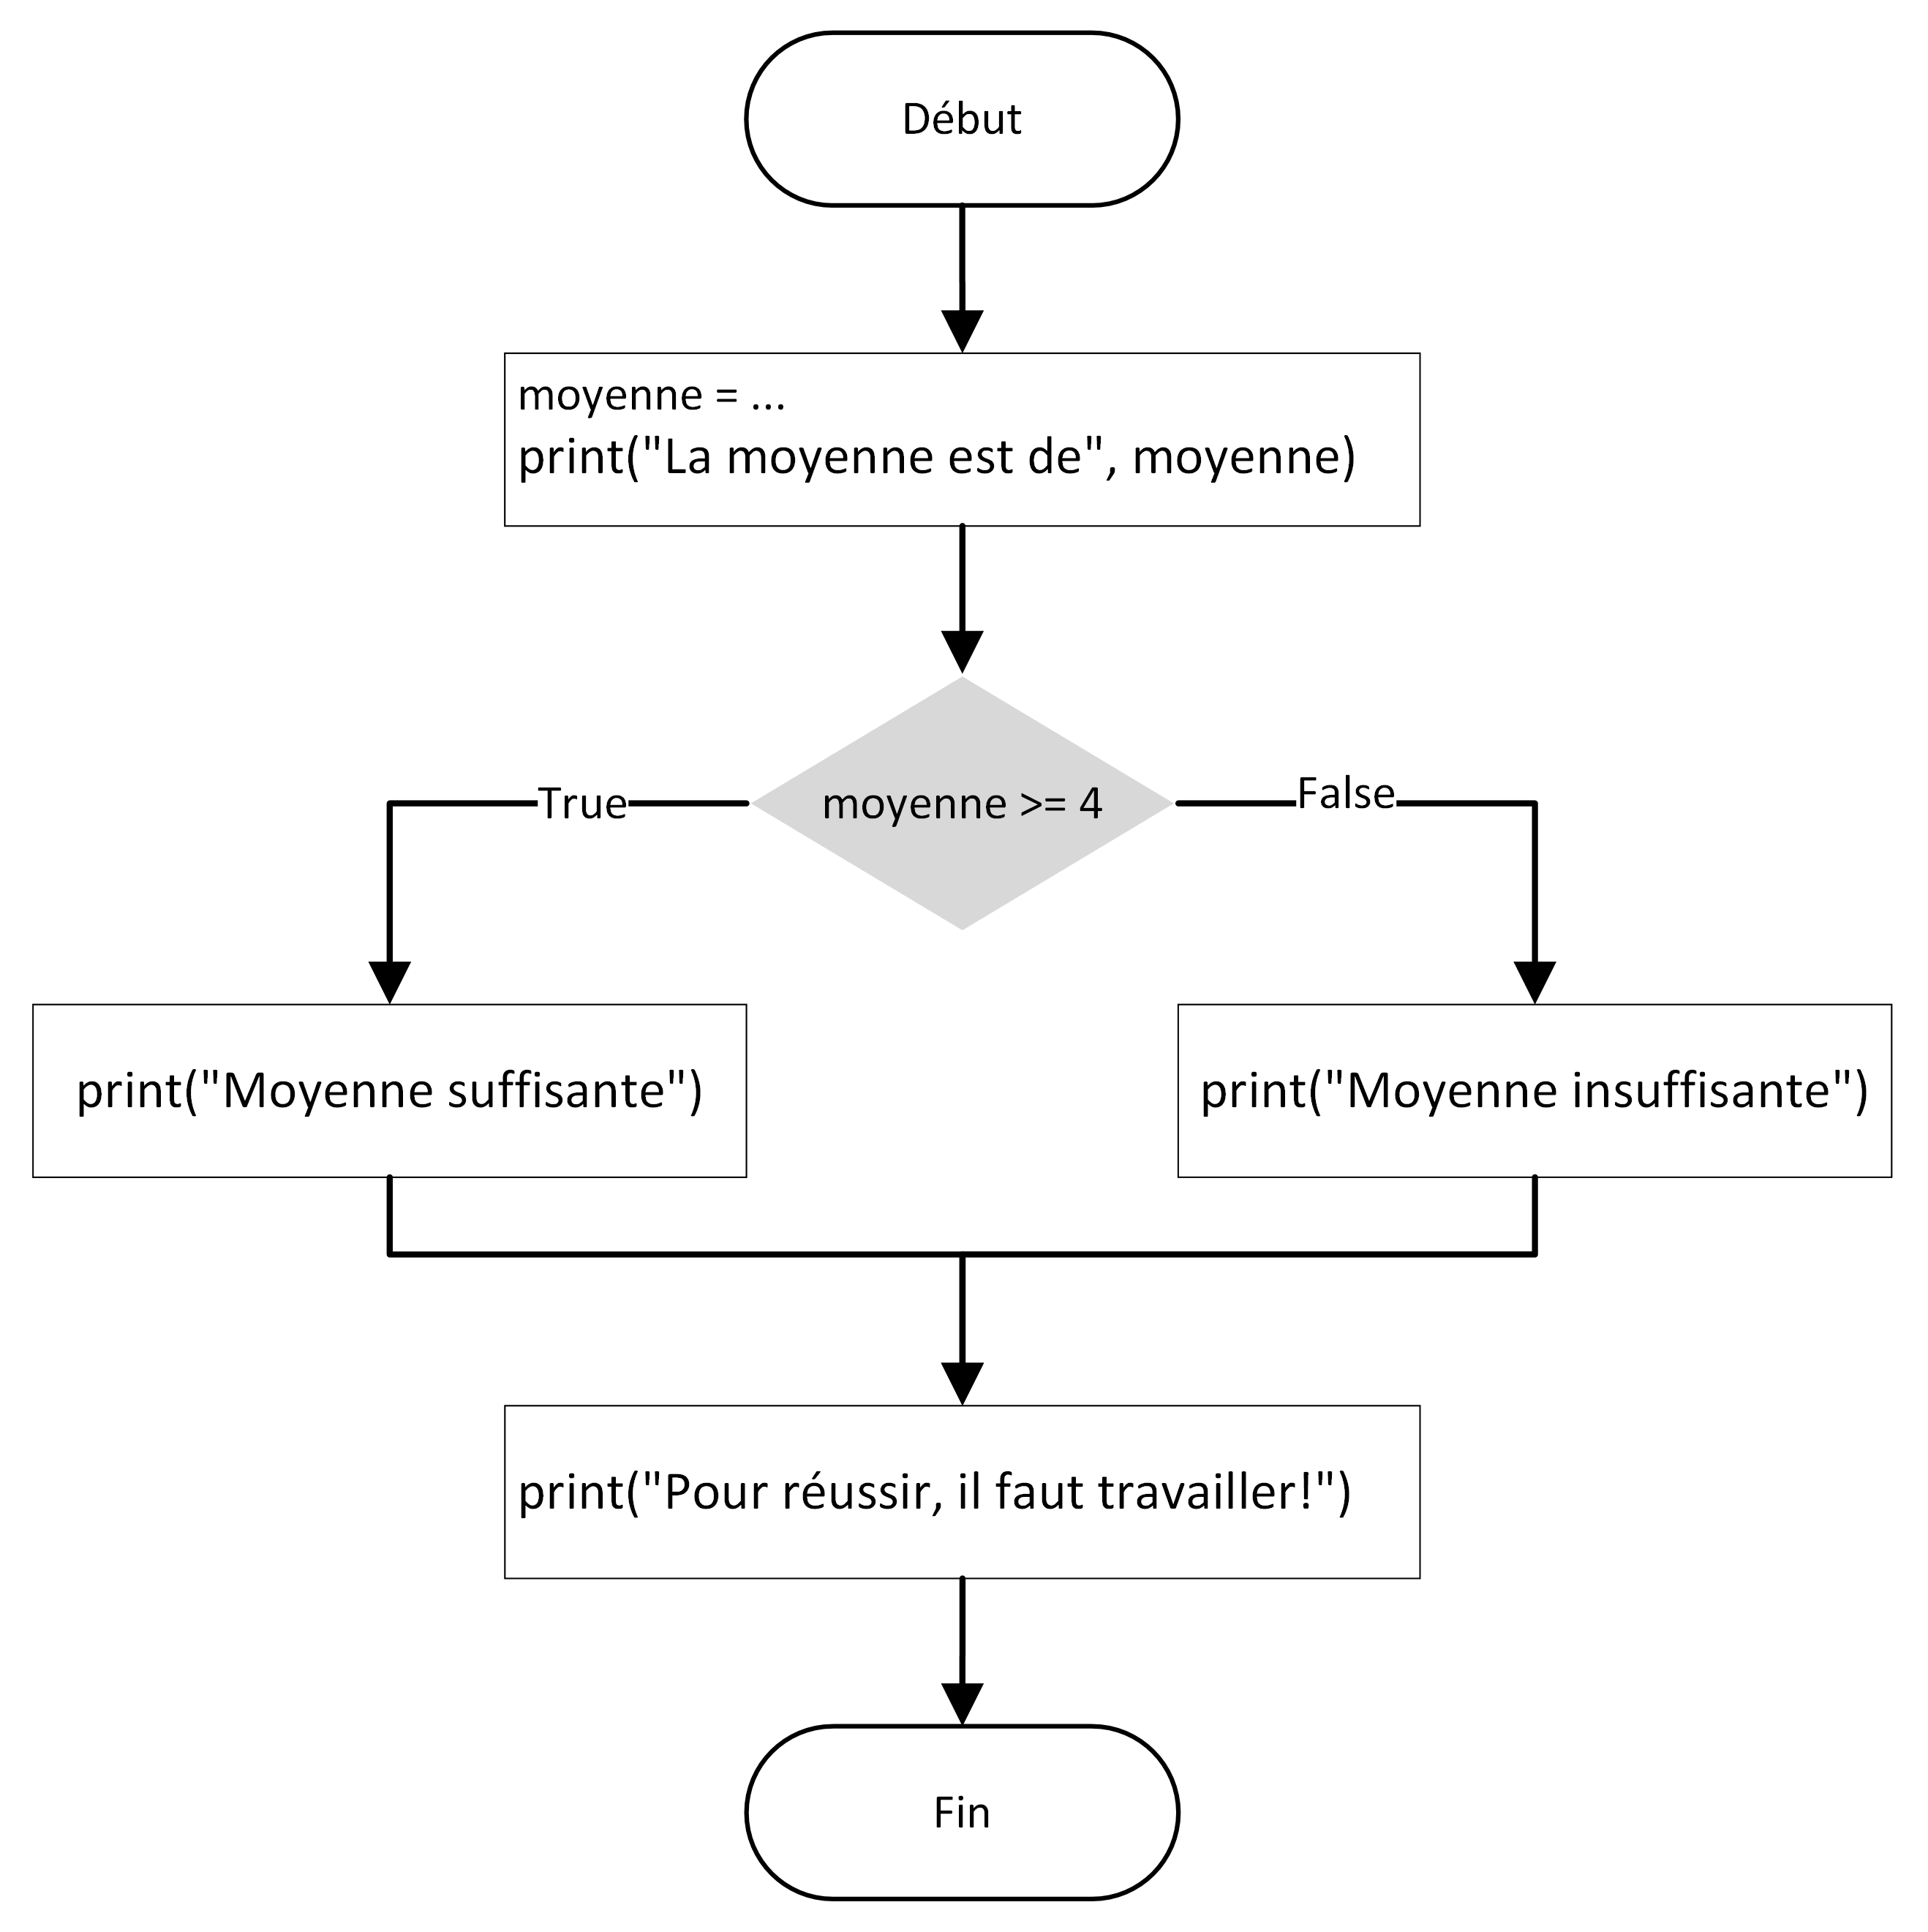 Début
moyenne = ...
print("La moyenne est de", moyenne)
moyenne >= 4
True
False
print("Moyenne suffisante")
print("Moyenne insuffisante")
print("Pour réussir, il faut travailler!")
Fin